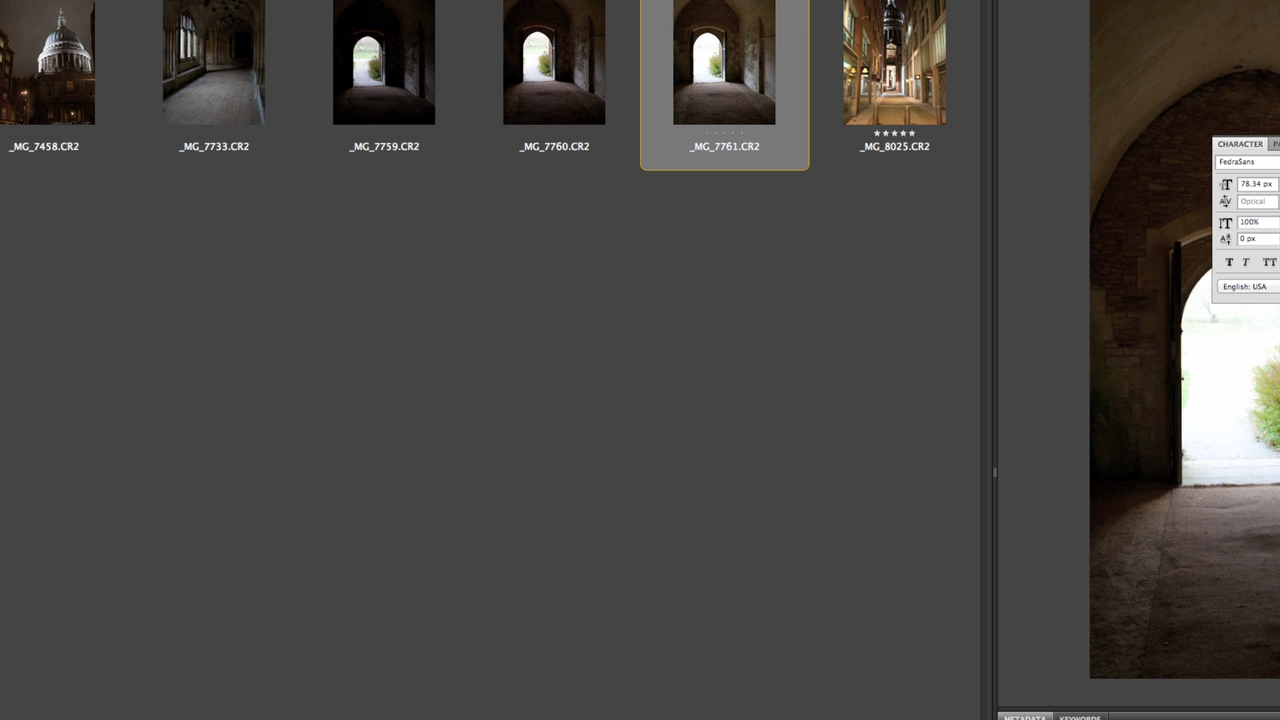 _MG_7458.CR2
_MG_7733.CR2
_MG_7759.CR2
_MG_7760.CR2
_MG_7761.CR2
_MG_8025.CR2
CHARACTER
FedraSans
78.34 px
Optical
100%
0 px
T T TT
English: USA
METADATA KEYWORDS